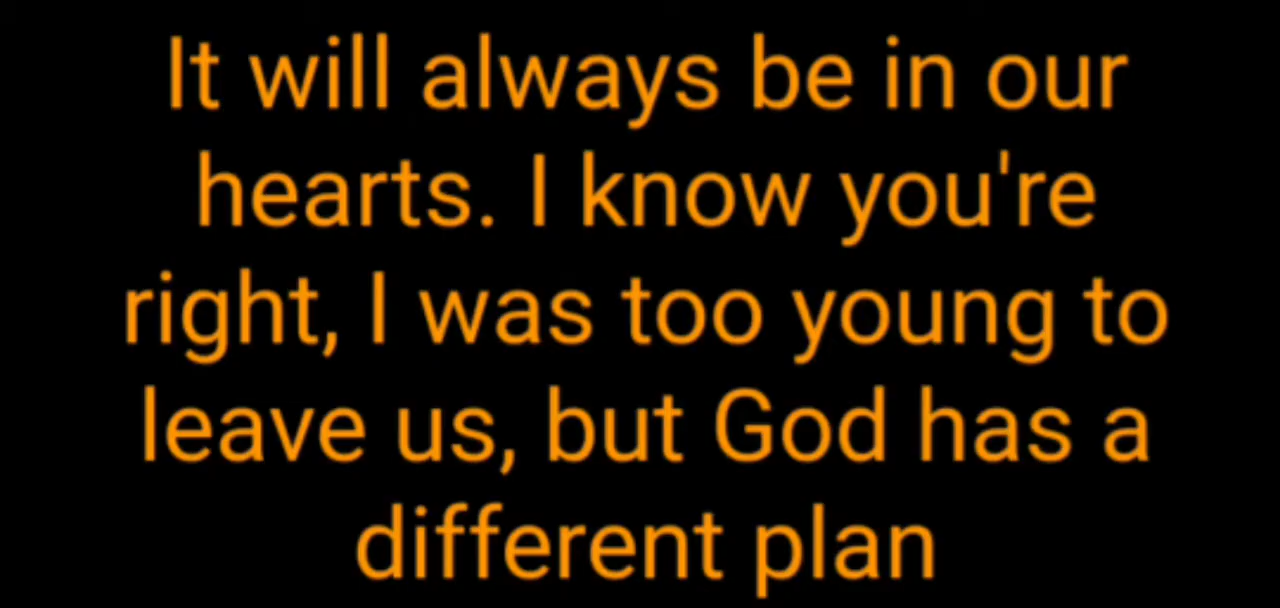 It will always be in our
hearts. I know you're
right, I was too young to
leave us, but God has a
different plan